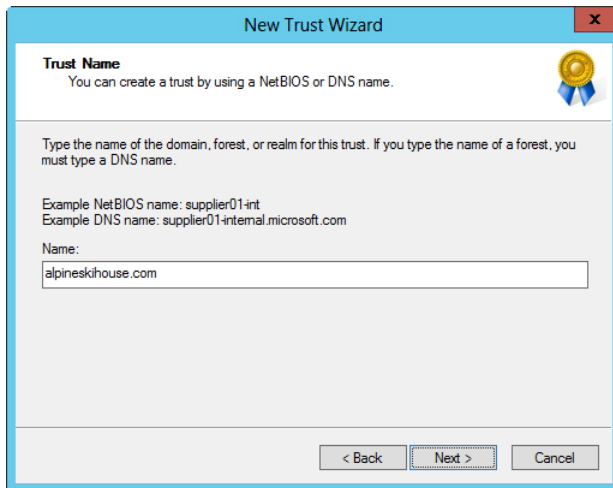 New Trust Wizard
x
Trust Name
You can create a trust by using a NetBIOS or DNS name.
Type the name of the domain, forest, or realm for this trust. If you type the name of a forest, you
must type a DNS name.
Example NetBIOS name: supplier01-int
Example DNS name: supplier01-internal.microsoft.com
Name:
alpineskihouse.com
< Back
Next >
Cancel